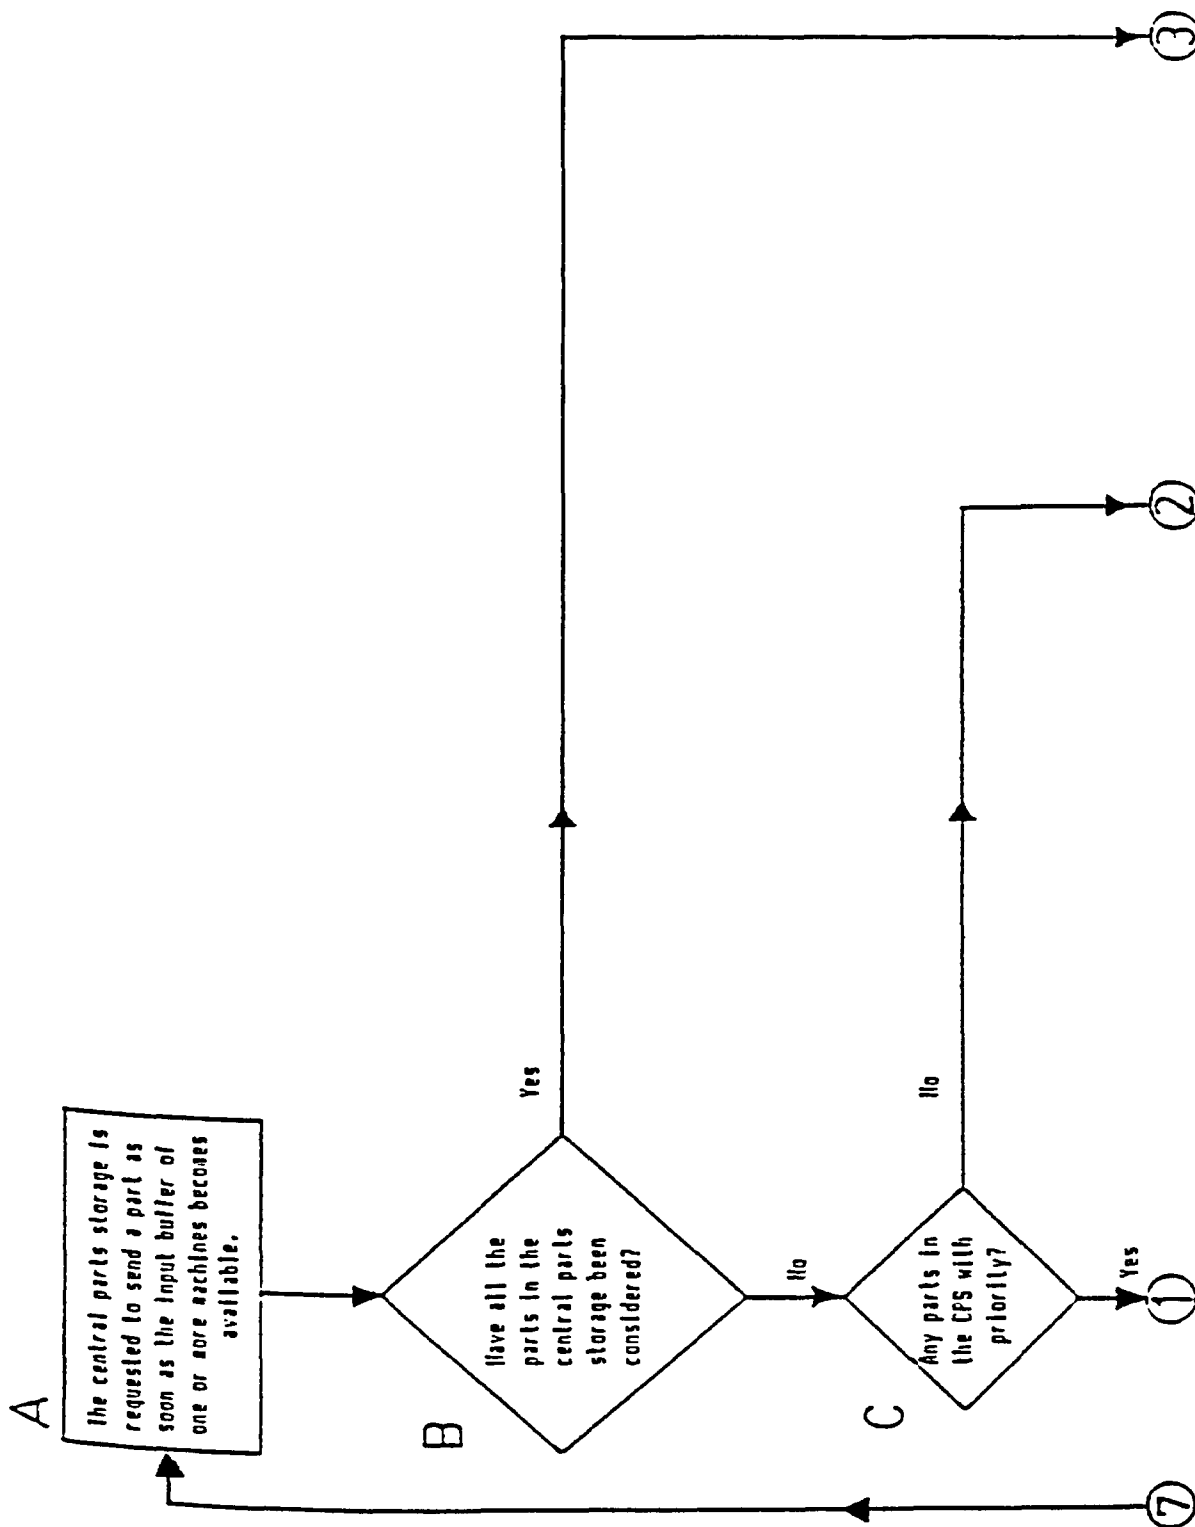 A
The central parts storage is
requested to send a part as
soon as the input buffer of
one or more machines becomes
available.
B
Have all the
parts in the
central parts
storage been
considered?
Yes
No
C
Any parts in
the CPS with
priority?
No
Yes
(7)
(1)
(2)
(3)